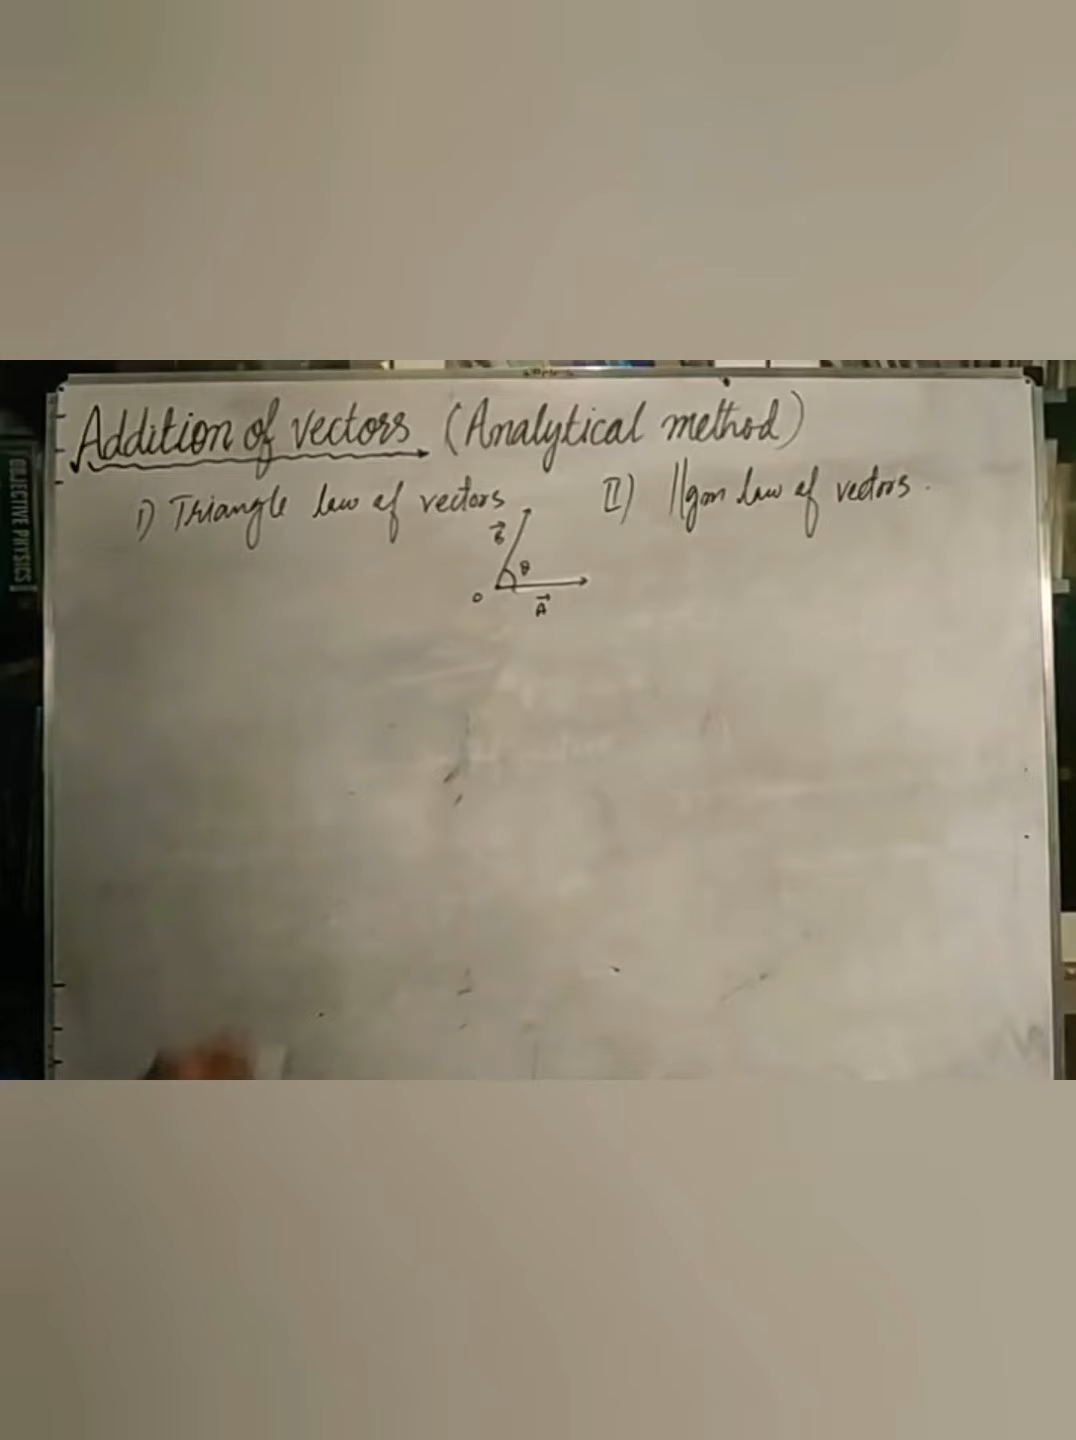 Addition of vectors (Analytical method)
I) Triangle law of vectors
II) ||gm law of vectors.
B
θ
O
A
OBJECTIVE PHYSICS